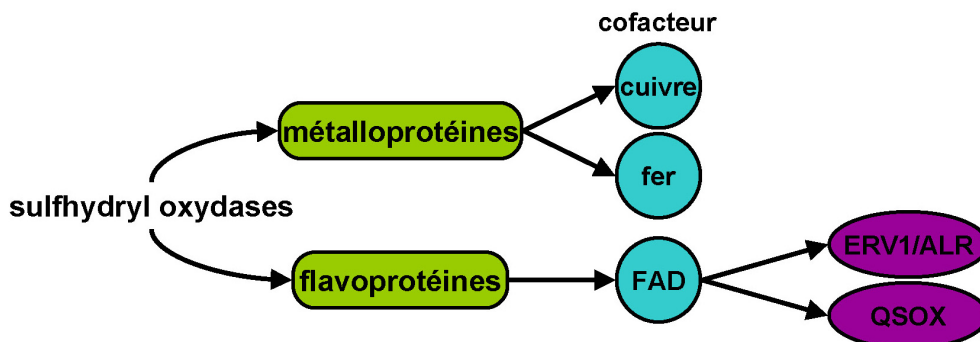 cofacteur
cuivre
métalloprotéines
fer
sulfhydryl oxydases
ERV1/ALR
flavoprotéines
FAD
QSOX